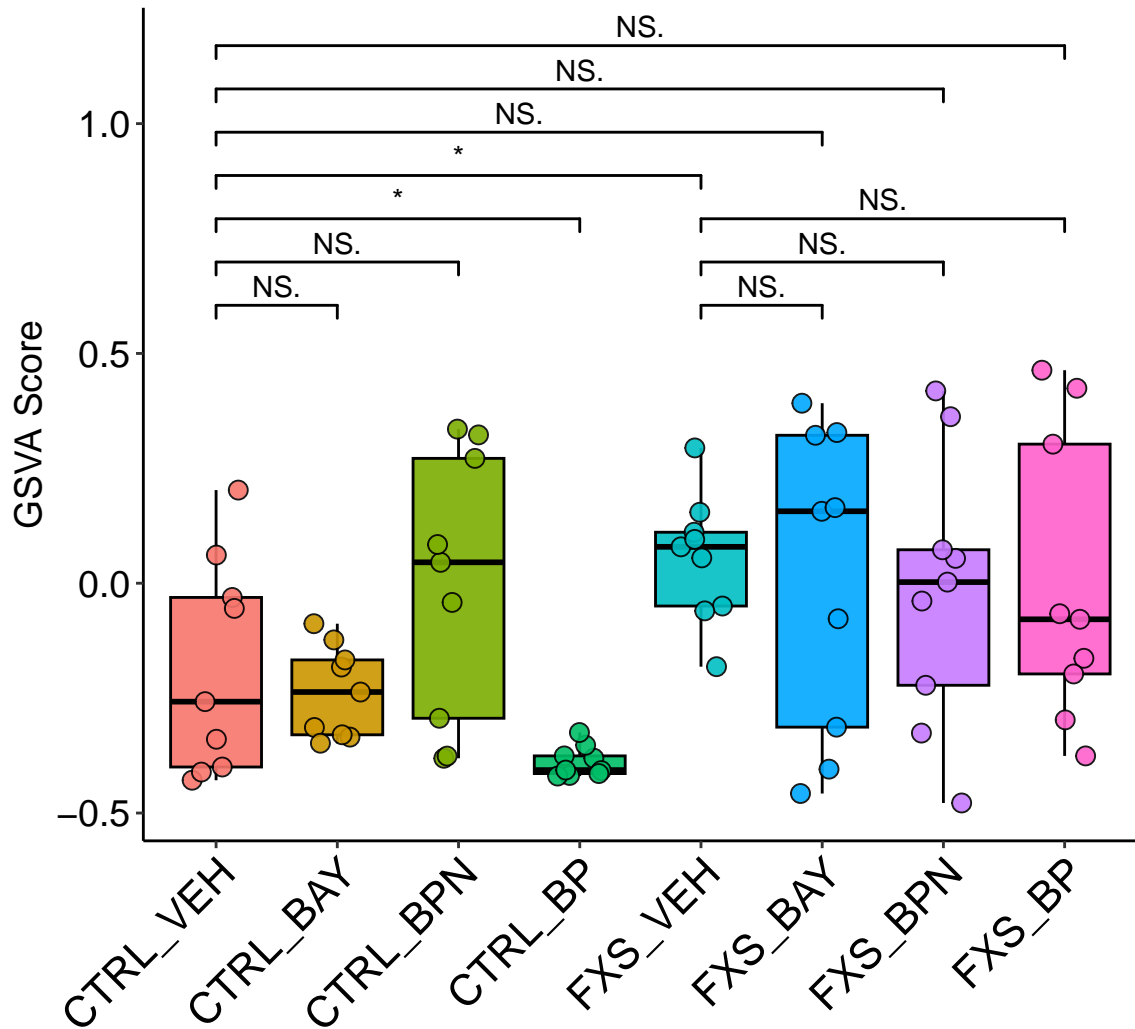 NS.
NS.
NS.
*
*
NS.
NS.
NS.
NS.
NS.
GSVA Score
1.0
0.5
0.0
−0.5
CTRL_VEH
CTRL_BAY
CTRL_BPN
CTRL_BP
FXS_VEH
FXS_BAY
FXS_BPN
FXS_BP